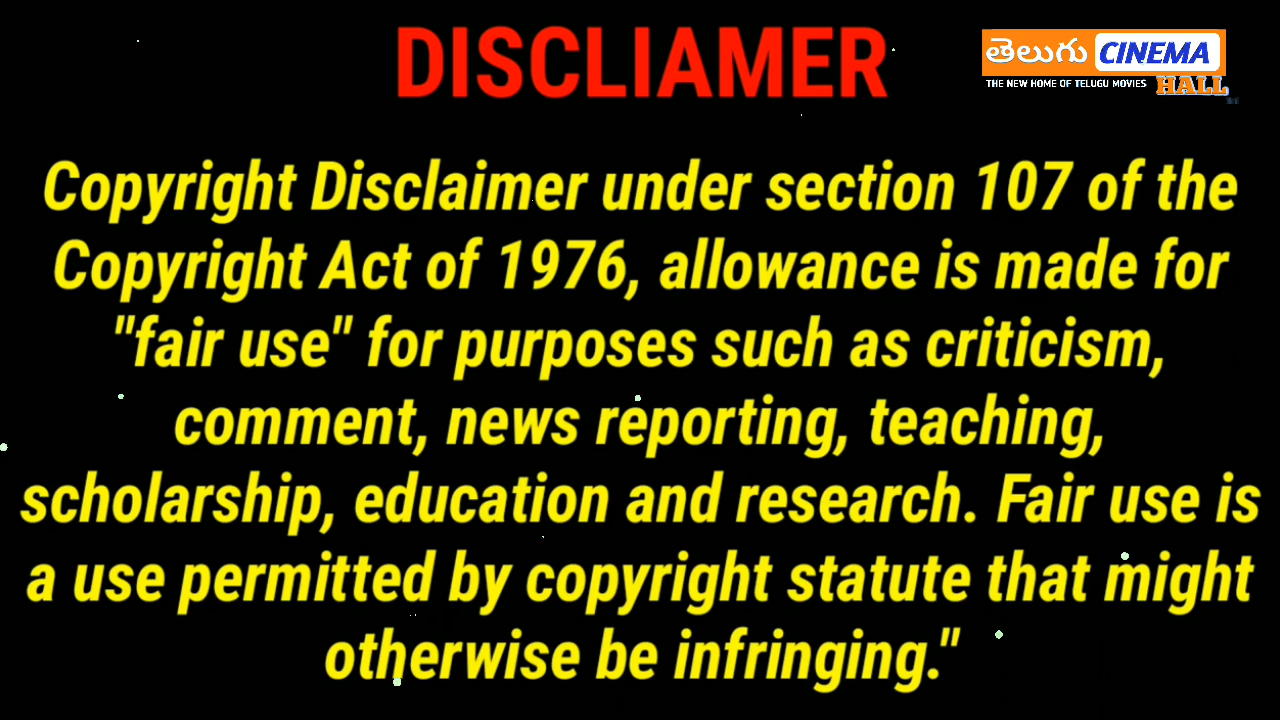 DISCLIAMER
తెలుగు CINEMA
THE NEW HOME OF TELUGU MOVIES HALL
Copyright Disclaimer under section 107 of the
Copyright Act of 1976, allowance is made for
"fair use" for purposes such as criticism,
comment, news reporting, teaching,
scholarship, education and research. Fair use is
a use permitted by copyright statute that might
otherwise be infringing."